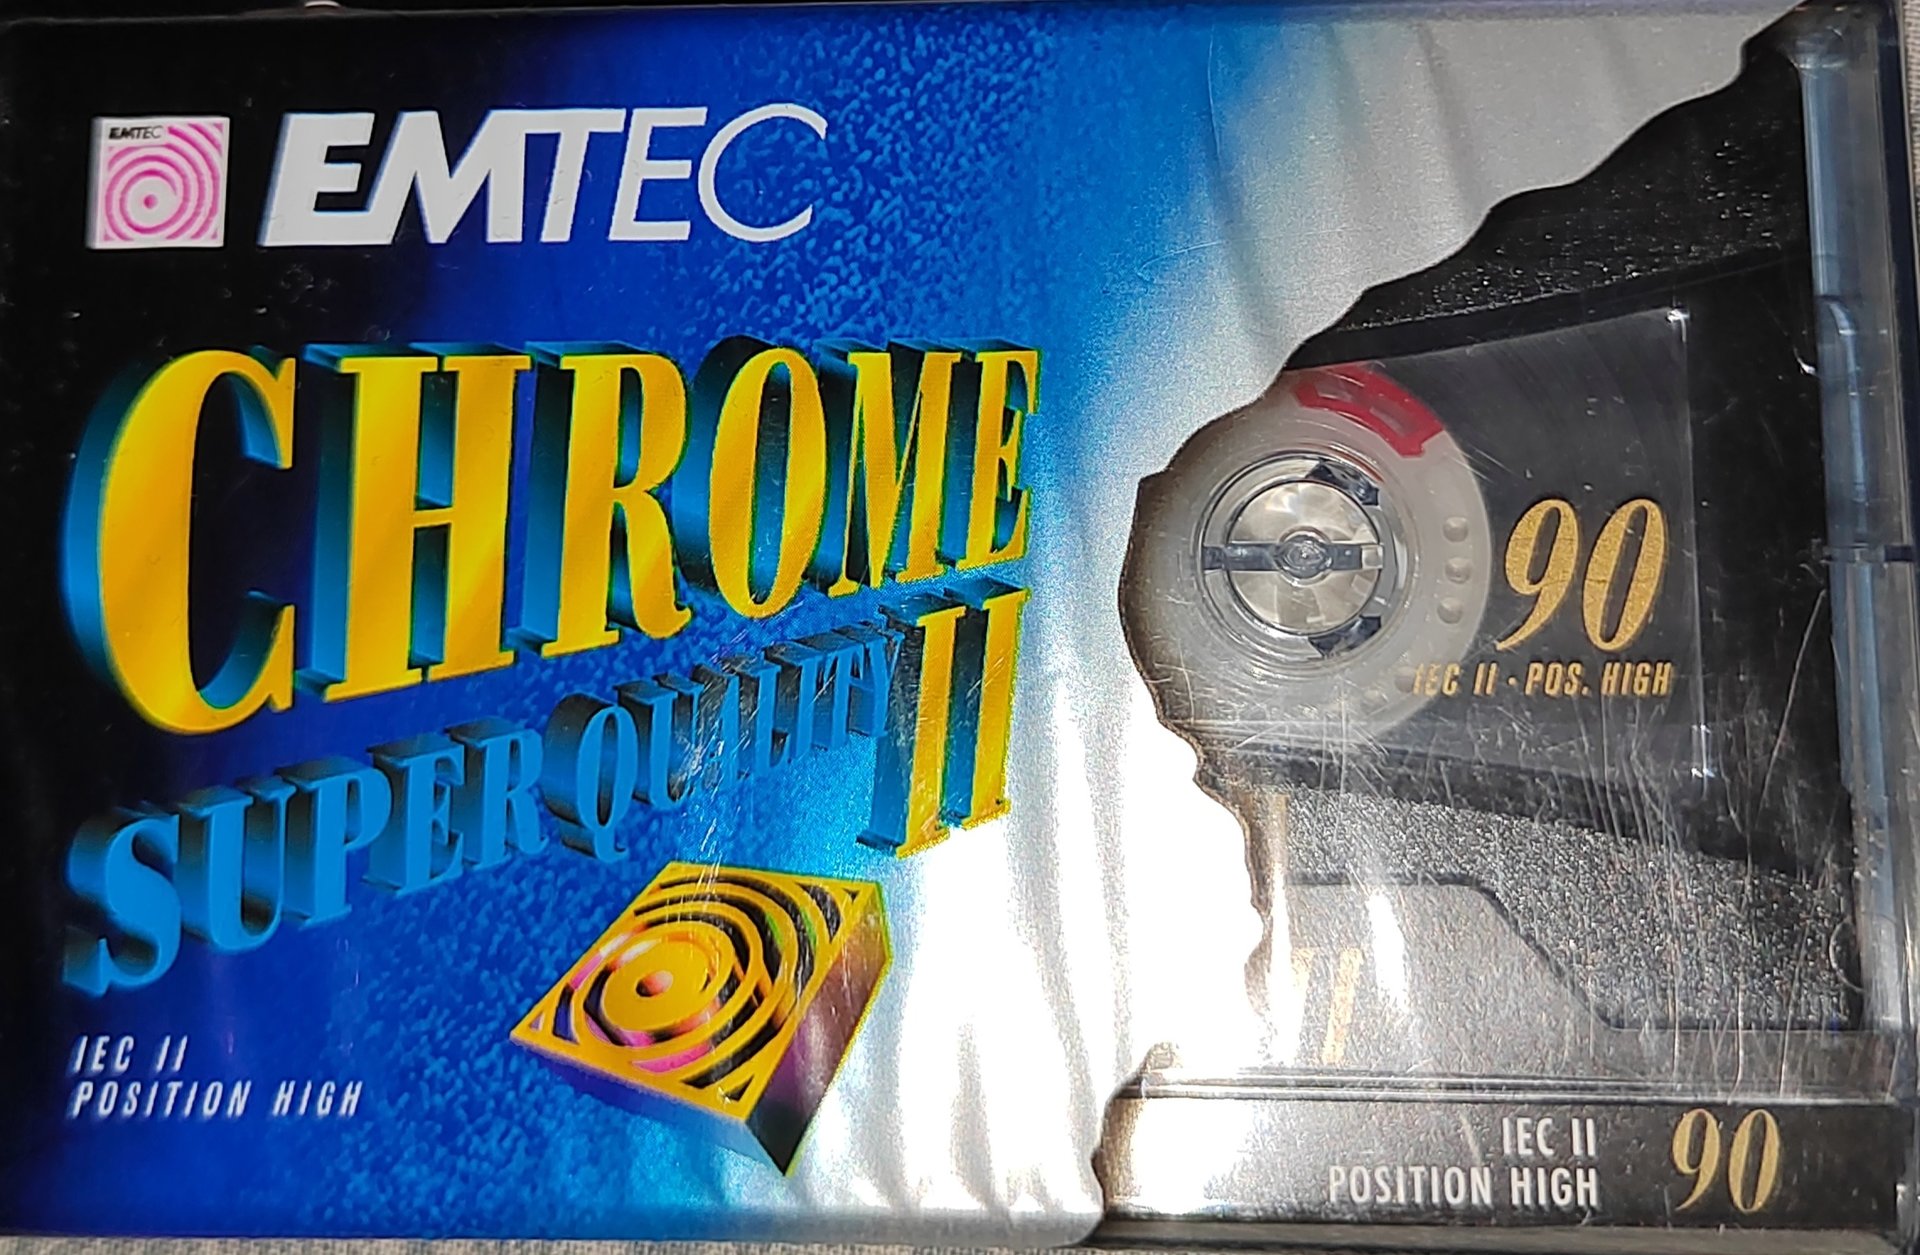 EMTEC
EMTEC
CHROME
II
SUPER QUALITY
IEC II
POSITION HIGH
90
IEC II · POS. HIGH
II
IEC II
POSITION HIGH
90